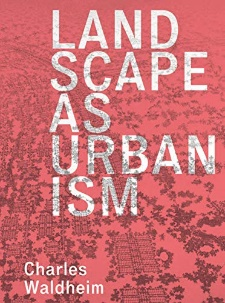 LAND
SCAPE
AS
URBAN
ISM
Charles
Waldheim